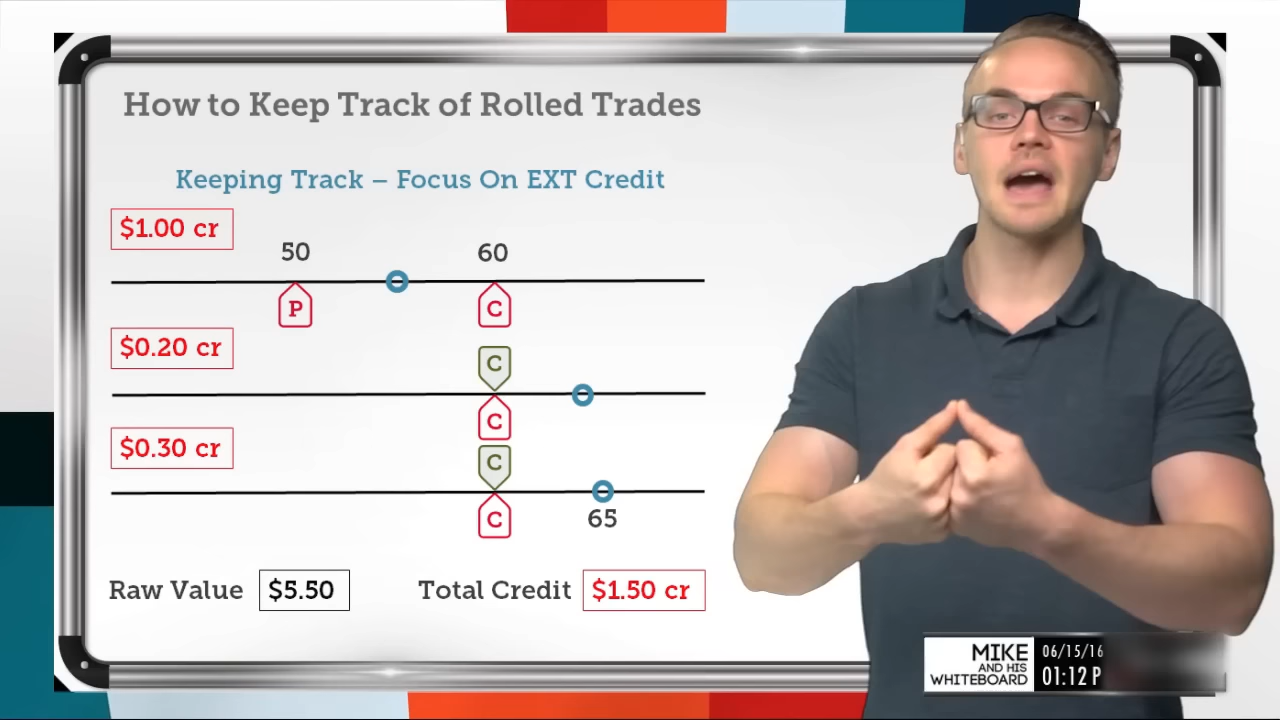 How to Keep Track of Rolled Trades
Keeping Track – Focus On EXT Credit
$1.00 cr
50
60
P
C
$0.20 cr
C
C
$0.30 cr
C
C
65
Raw Value $5.50
Total Credit $1.50 cr
MIKE
AND HIS
WHITEBOARD
06/15/16
01:12 P